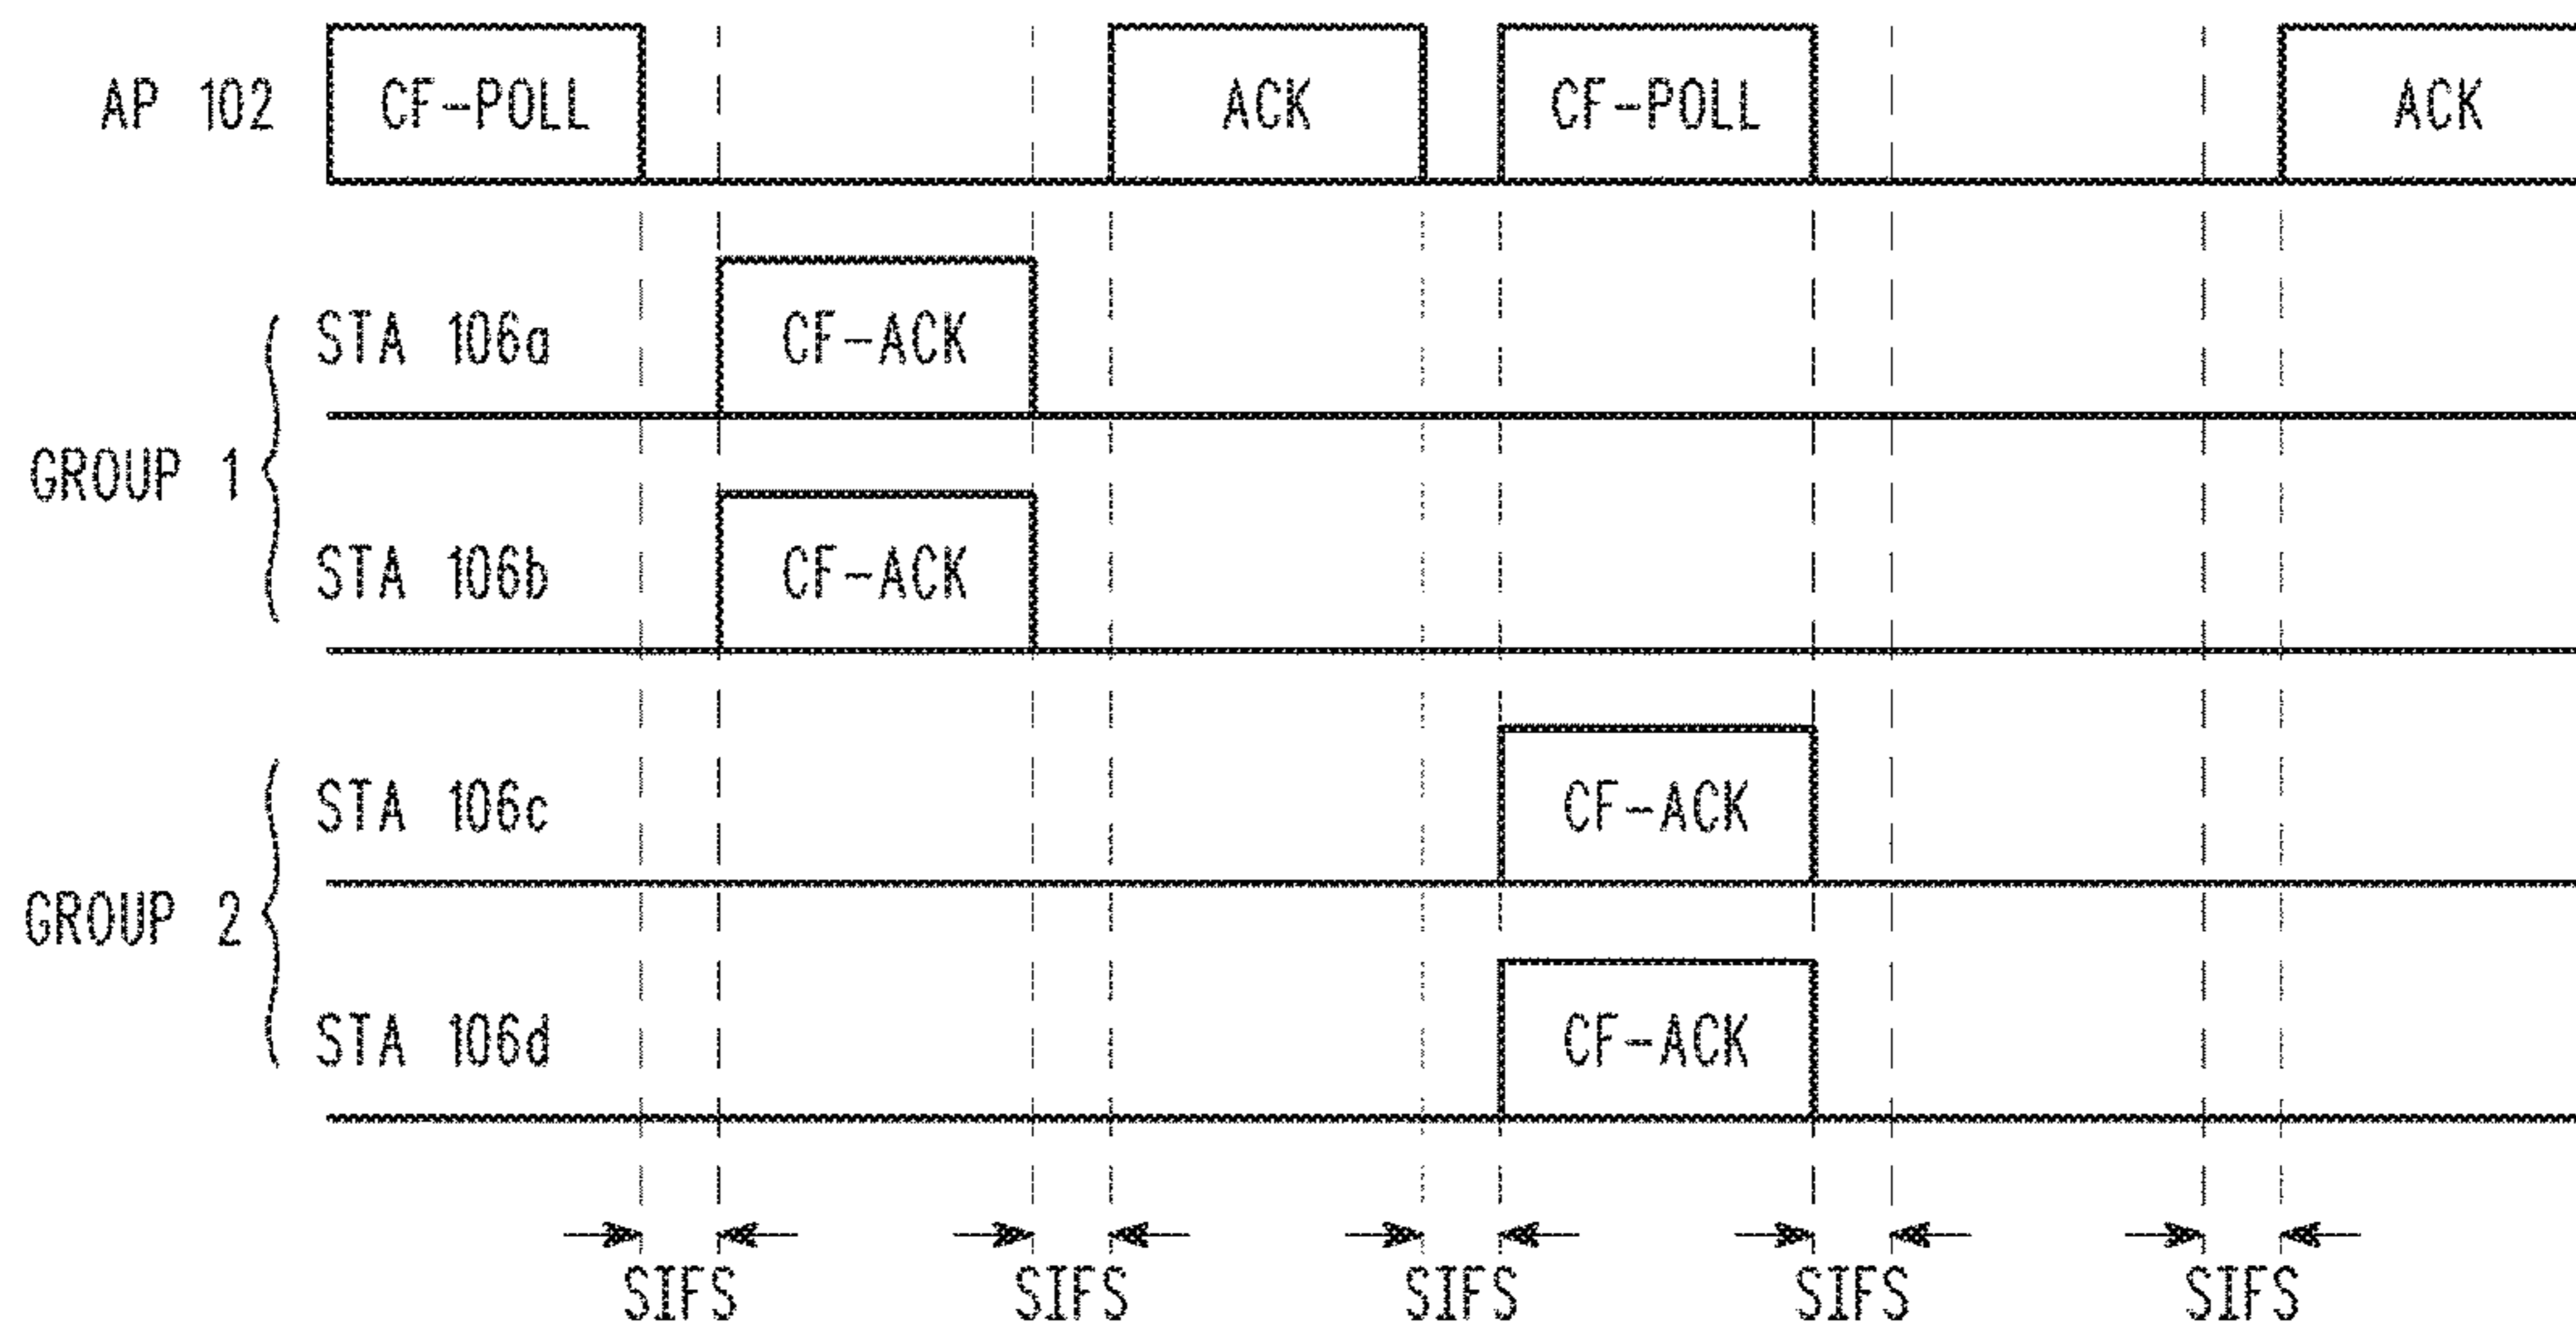 AP 102
CF-POLL
ACK
CF-POLL
ACK
GROUP 1
STA 106a
CF-ACK
STA 106b
CF-ACK
GROUP 2
STA 106c
CF-ACK
STA 106d
CF-ACK
SIFS
SIFS
SIFS
SIFS
SIFS